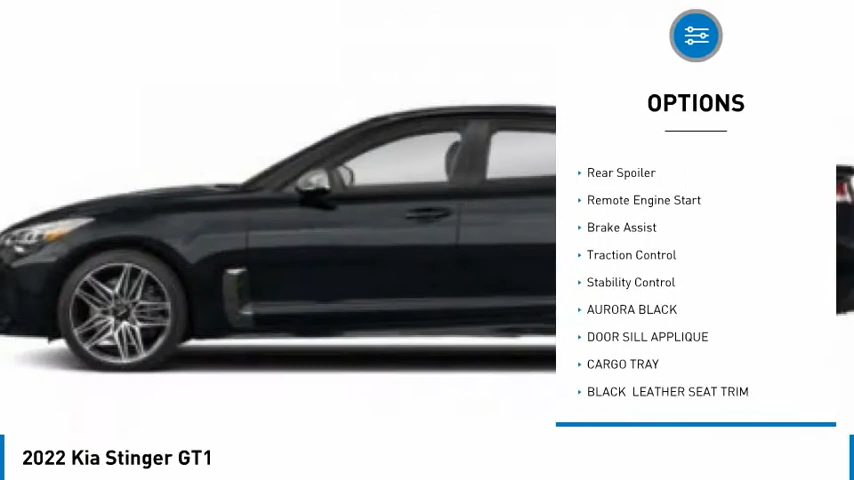 OPTIONS
Rear Spoiler
Remote Engine Start
Brake Assist
Traction Control
Stability Control
AURORA BLACK
DOOR SILL APPLIQUE
CARGO TRAY
BLACK LEATHER SEAT TRIM
2022 Kia Stinger GT1